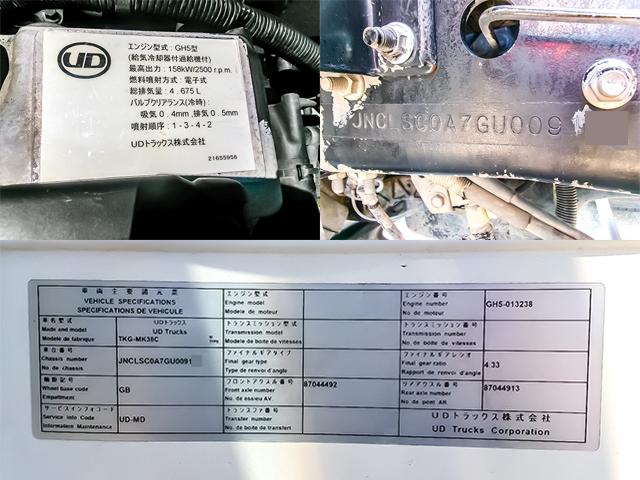 UD
エンジン型式 : GH5型
(給気冷却器付過給機付)
最高出力 : 158kW/2500 r.p.m.
燃料噴射方式 : 電子式
総排気量 : 4.675 L
バルブクリアランス(冷時) :
吸気 0.4mm,排気 0.5mm
噴射順序 : 1-3-4-2
UDトラックス株式会社
21655956
JNCLSC0A7GU009
車両主要諸元票
VEHICLE SPECIFICATIONS
SPECIFICATIONS DE VEHICULE
車名型式
Make and model
Modele de fabrique
UDトラックス
UD Trucks
TKG-MK38C
車台番号
Chassis number
No. de chassis
JNCLSC0A7GU0091
軸距記号
Wheel base code
Empattement
GB
サービスインフォコード
Service Info Code
Information Maintenance
UD-MD
エンジン型式
Engine model
Modele de moteur
トランスミッション型式
Transmission model
Modele de boite de vitesses
ファイナルギアタイプ
Final gear type
Type de renvoi d'angle
フロントアクスル番号
Front axle number
No. de essieu AV.
87044492
トランスファ番号
Transfer number
No. de boite de transfert
エンジン番号
Engine number
No. de moteur
GH5-013238
トランスミッション番号
Transmission number
No. de boite de vitesses
ファイナルギアレシオ
Final gear ratio
Rapport de renvoi d'angle
4.33
リアアクスル番号
Rear axle number
No. de pont AR.
87044913
UDトラックス株式会社
UD Trucks Corporation